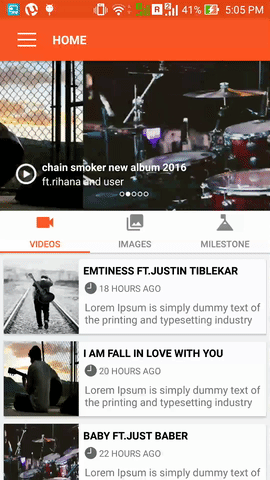 41% 5:05 PM
HOME
chain smoker new album 2016
ft.rihana and user
VIDEOS IMAGES MILESTONE
EMTINESS FT.JUSTIN TIBLEKAR
18 HOURS AGO
Lorem Ipsum is simply dummy text of
the printing and typesetting industry
I AM FALL IN LOVE WITH YOU
20 HOURS AGO
Lorem Ipsum is simply dummy text of
the printing and typesetting industry
BABY FT.JUST BABER
22 HOURS AGO
Lorem Ipsum is simply dummy text of